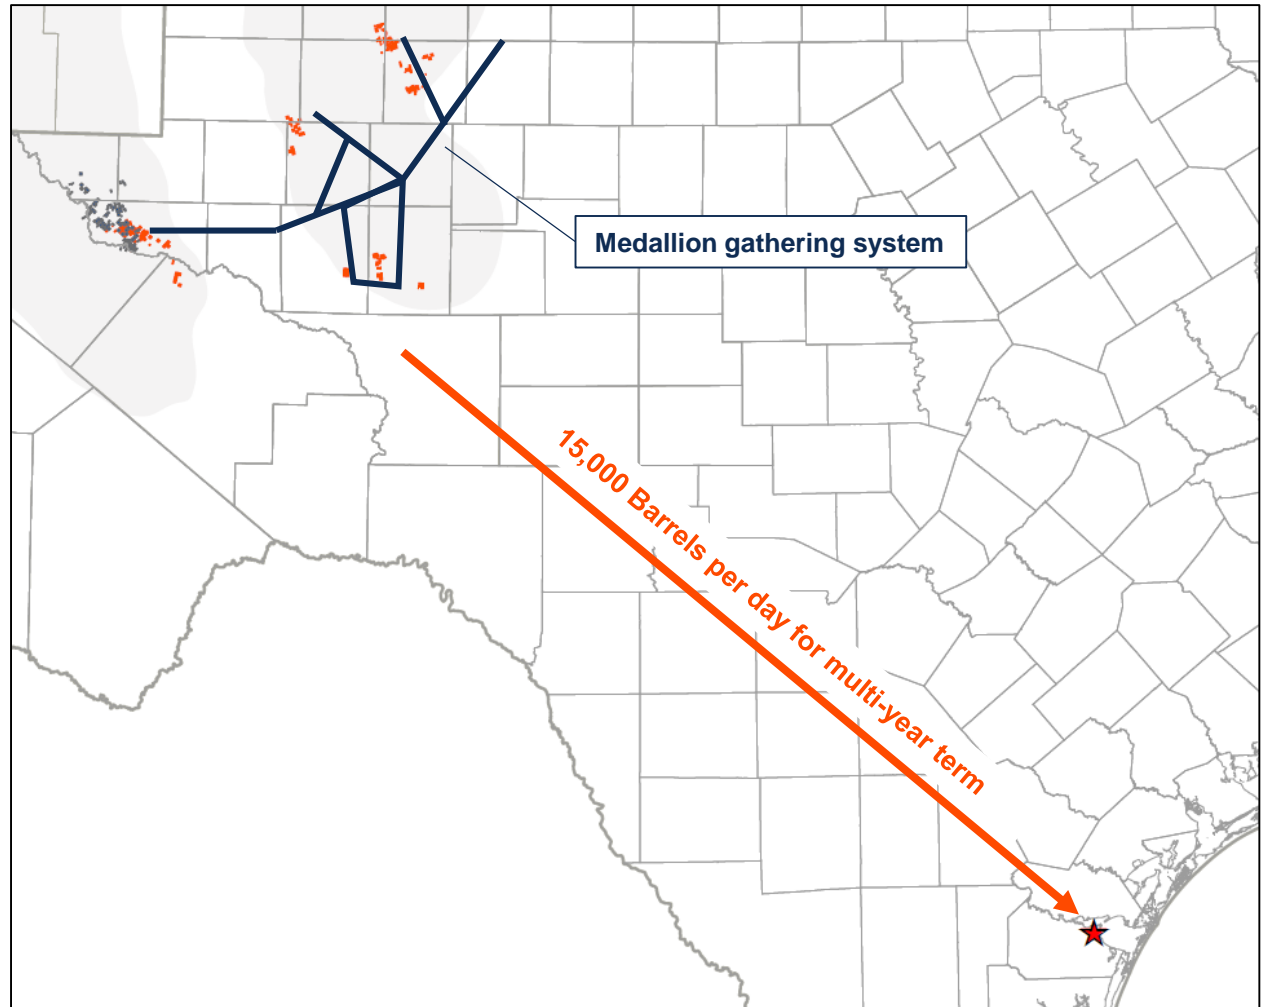 Medallion gathering system
15,000 Barrels per day for multi-year term